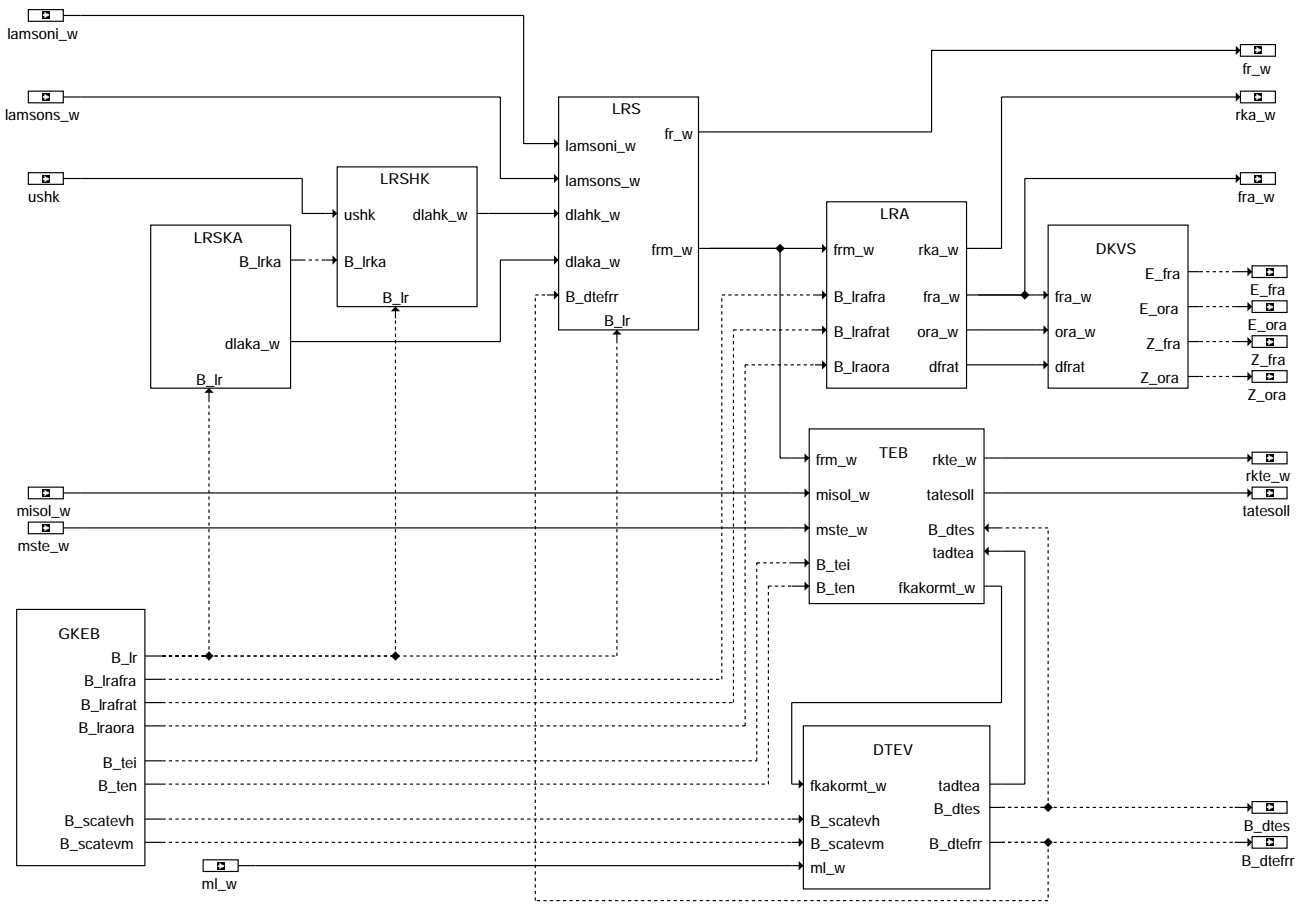 lamsoni_w
lamsons_w
ushk
misol_w
mste_w
ml_w
LRSKA
B_lrka
dlaka_w
B_lr
LRSHK
ushk
dlahk_w
B_lrka
B_lr
LRS
fr_w
lamsoni_w
lamsons_w
dlahk_w
frm_w
dlaka_w
B_dtefrr
B_lr
LRA
frm_w
rka_w
B_lrafra
fra_w
B_lrafrat
ora_w
B_lraora
dfrat
DKVS
E_fra
fra_w
E_ora
ora_w
Z_fra
dfrat
Z_ora
TEB
frm_w
rkte_w
misol_w
tatesoll
mste_w
B_dtes
tadtea
B_tei
B_ten
fkakormt_w
GKEB
B_lr
B_lrafra
B_lrafrat
B_lraora
B_tei
B_ten
B_scatevh
B_scatevm
DTEV
fkakormt_w
tadtea
B_dtes
B_scatevh
B_scatevm
B_dtefrr
ml_w
fr_w
rka_w
fra_w
E_fra
E_ora
Z_fra
Z_ora
rkte_w
tatesoll
B_dtes
B_dtefrr